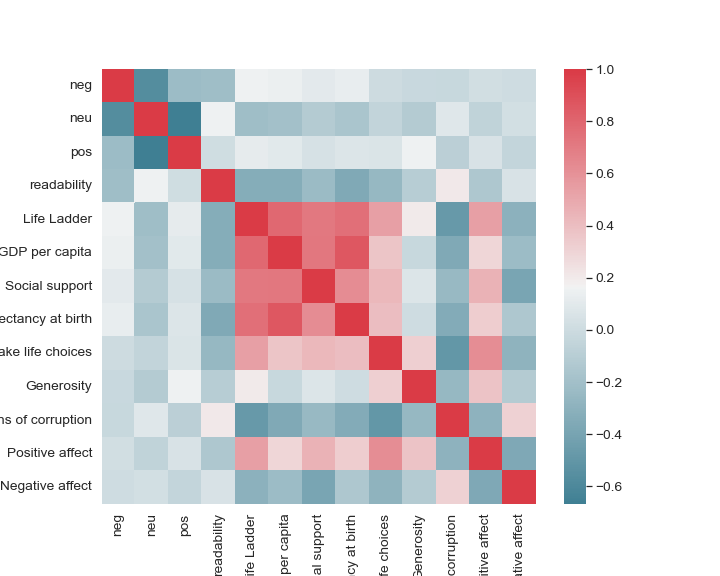 neg
neu
pos
readability
Life Ladder
GDP per capita
Social support
ectancy at birth
ake life choices
Generosity
ns of corruption
Positive affect
Negative affect
neg
neu
pos
readability
ife Ladder
per capita
al support
cy at birth
fe choices
Generosity
corruption
itive affect
ative affect
1.0
0.8
0.6
0.4
0.2
0.0
−0.2
−0.4
−0.6